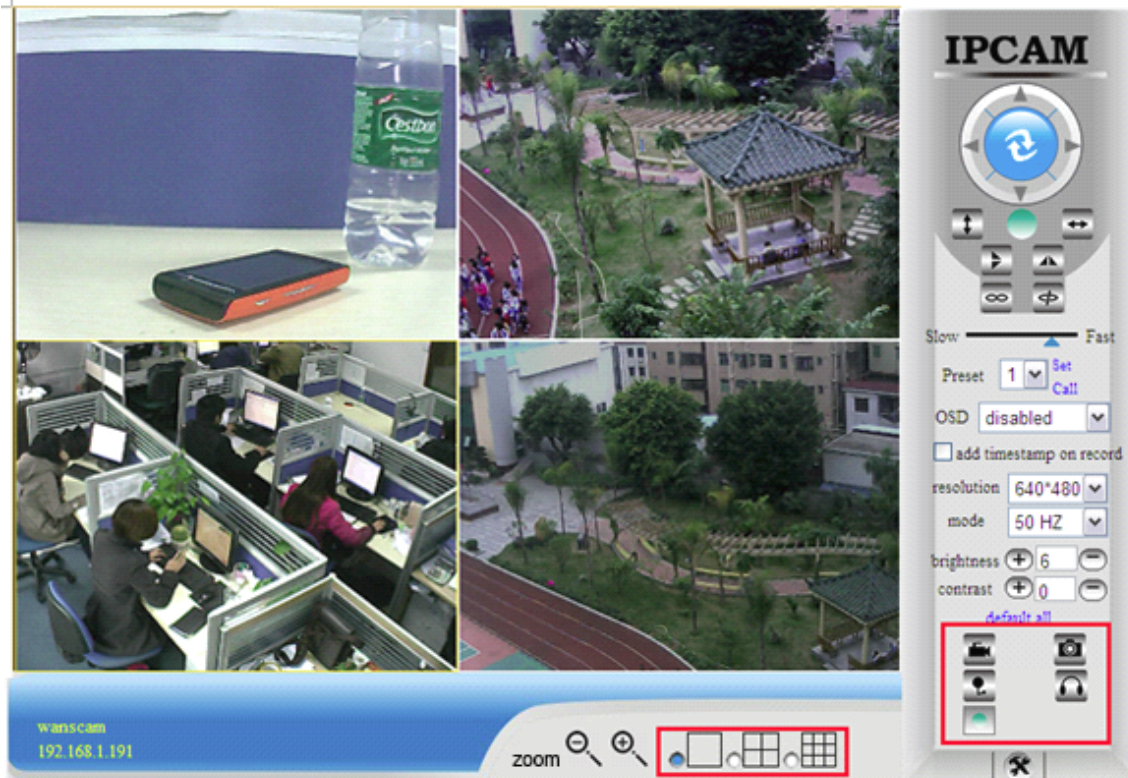 IPCAM
Cestbon
Slow Fast
Preset 1 Set
Call
OSD disabled
add timestamp on record
resolution 640*480
mode 50 HZ
brightness 6
contrast 0
default all
wanscam
192.168.1.191
zoom